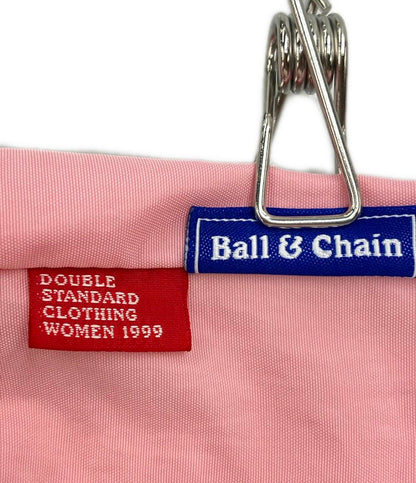 Ball & Chain
DOUBLE
STANDARD
CLOTHING
WOMEN 1999